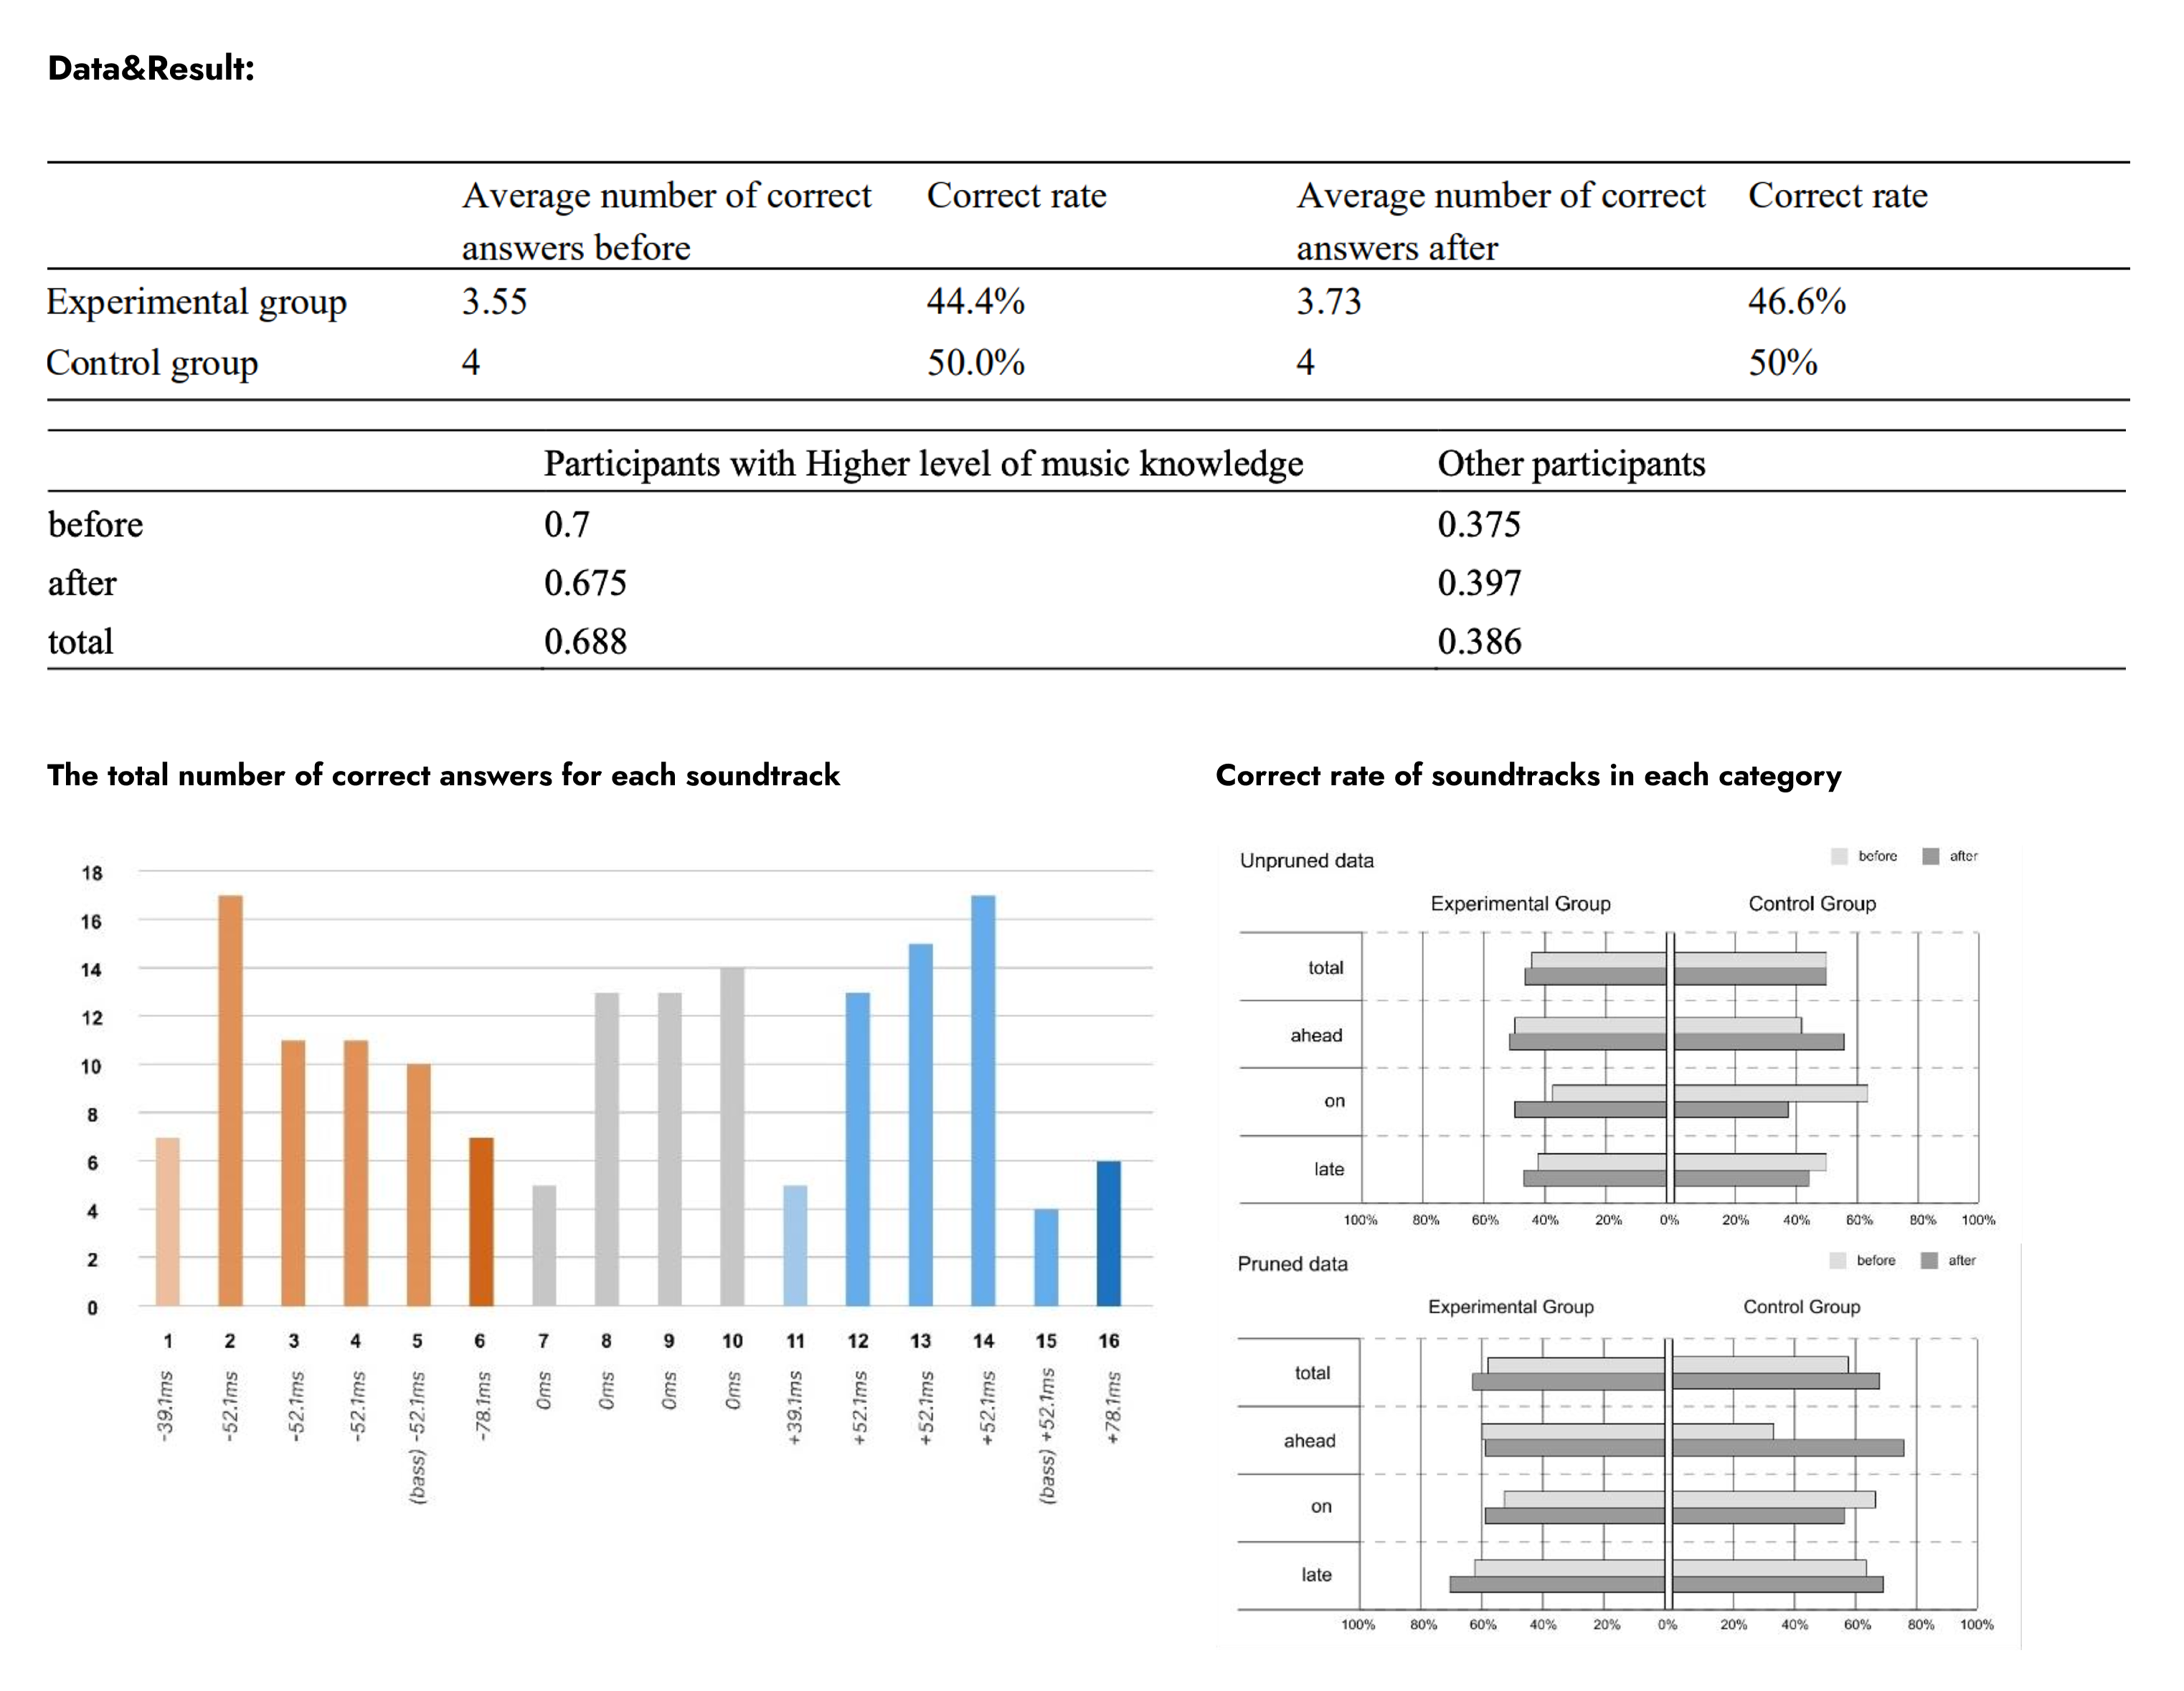 Data&Result:
Average number of correct answers before Correct rate Average number of correct answers after Correct rate
Experimental group 3.55 44.4% 3.73 46.6%
Control group 4 50.0% 4 50%
Participants with Higher level of music knowledge Other participants
before 0.7 0.375
after 0.675 0.397
total 0.688 0.386
The total number of correct answers for each soundtrack
18
16
14
12
10
8
6
4
2
0
1 2 3 4 5 6 7 8 9 10 11 12 13 14 15 16
-39.1ms
-52.1ms
-52.1ms
-52.1ms
(bass) -52.1ms
-78.1ms
0ms
0ms
0ms
0ms
+39.1ms
+52.1ms
+52.1ms
+52.1ms
(bass) +52.1ms
+78.1ms
Correct rate of soundtracks in each category
Unpruned data before after
Experimental Group Control Group
total
ahead
on
late
100% 80% 60% 40% 20% 0% 20% 40% 60% 80% 100%
Pruned data before after
Experimental Group Control Group
total
ahead
on
late
100% 80% 60% 40% 20% 0% 20% 40% 60% 80% 100%